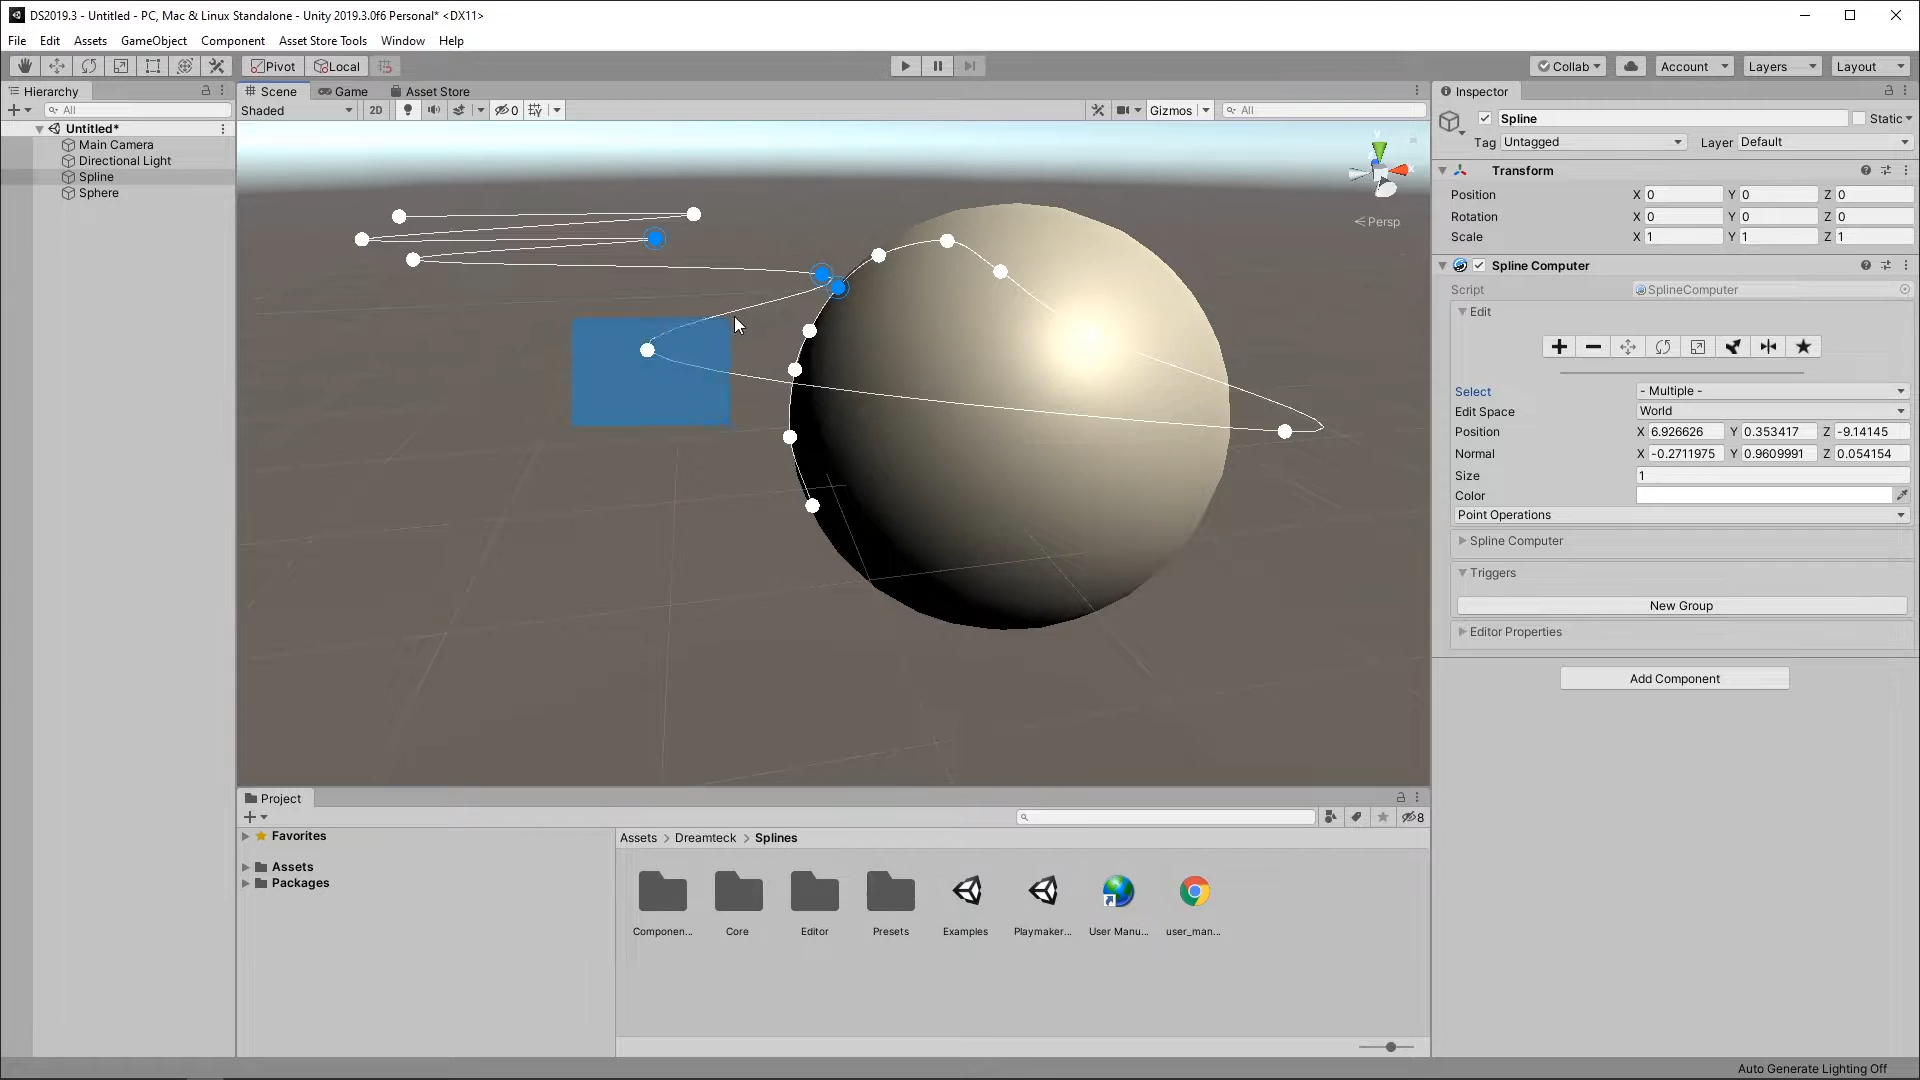 DS2019.3 - Untitled - PC, Mac & Linux Standalone - Unity 2019.3.0f6 Personal* <DX11>
File Edit Assets GameObject Component Asset Store Tools Window Help
Pivot Local Collab Account Layers Layout
Hierarchy
All
Untitled*
Main Camera
Directional Light
Spline
Sphere
Scene Game Asset Store
Shaded 2D 0 Gizmos All
y
x
Persp
Inspector
Spline Static
Tag Untagged Layer Default
Transform
Position X 0 Y 0 Z 0
Rotation X 0 Y 0 Z 0
Scale X 1 Y 1 Z 1
Spline Computer
Script SplineComputer
Edit
Select - Multiple -
Edit Space World
Position X 6.926626 Y 0.353417 Z -9.14145
Normal X -0.2711975 Y 0.9609991 Z 0.054154
Size 1
Color
Point Operations
Spline Computer
Triggers
New Group
Editor Properties
Add Component
Project
8
Favorites
Assets
Packages
Assets > Dreamteck > Splines
Componen... Core Editor Presets Examples Playmaker... User Manu... user_man...
Auto Generate Lighting Off